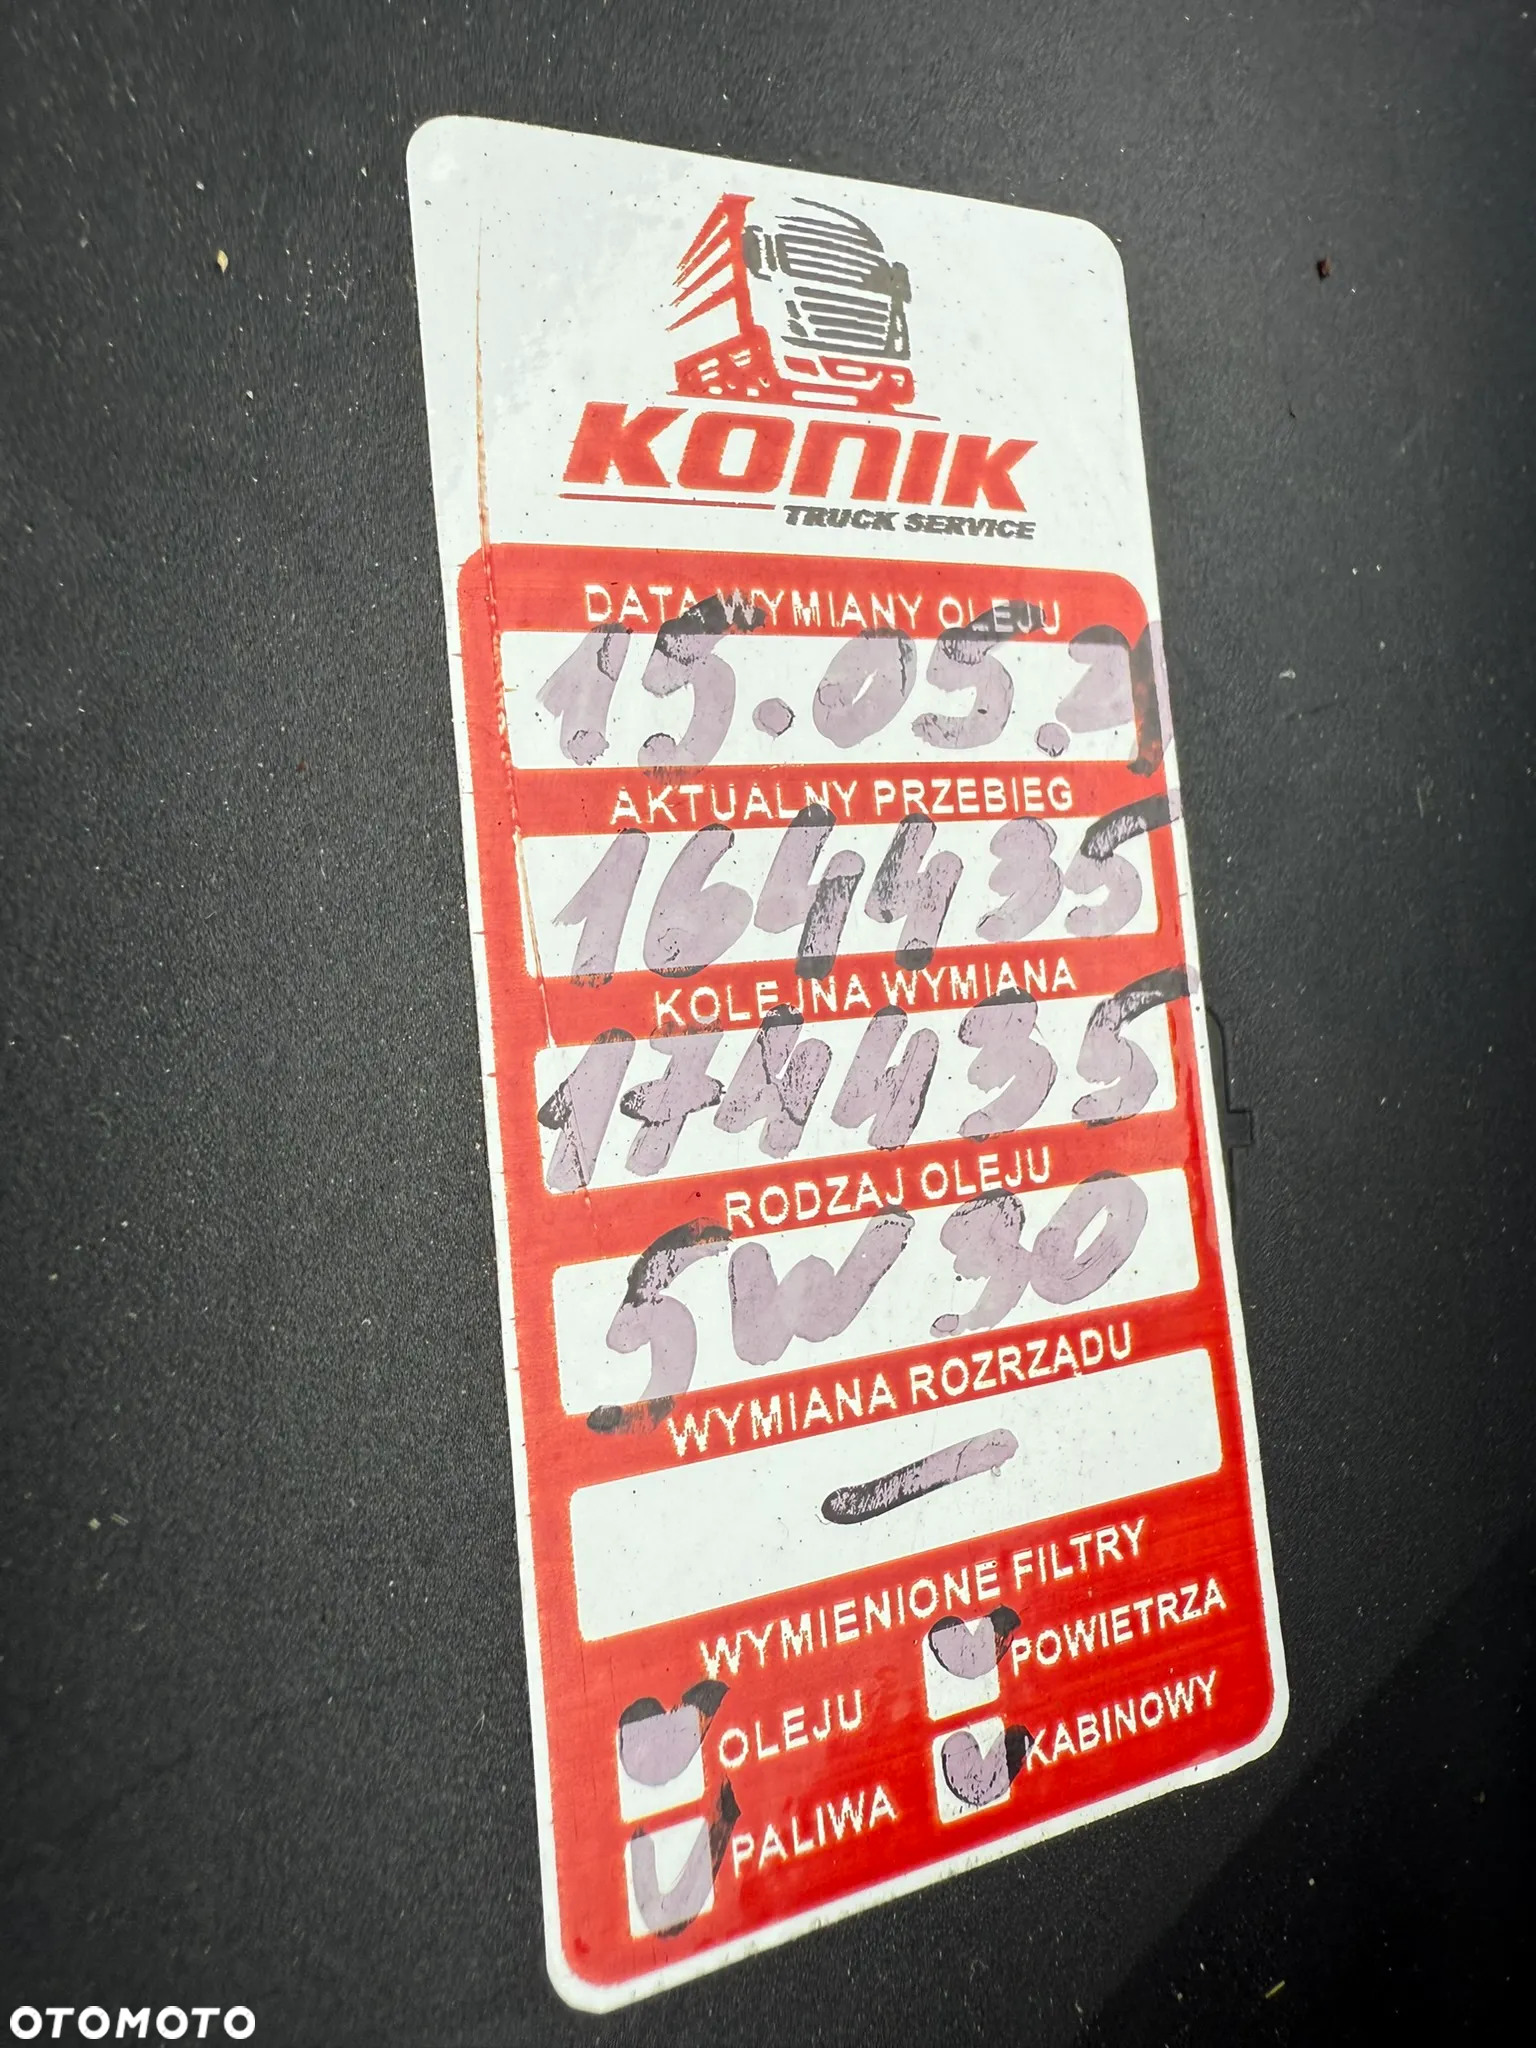 KONIK
TRUCK SERVICE
DATA WYMIANY OLEJU
15.05.2
AKTUALNY PRZEBIEG
164435
KOLEJNA WYMIANA
174435
RODZAJ OLEJU
5W30
WYMIANA ROZRZĄDU
-
WYMIENIONE FILTRY
OLEJU POWIETRZA
PALIWA KABINOWY
OTOMOTO